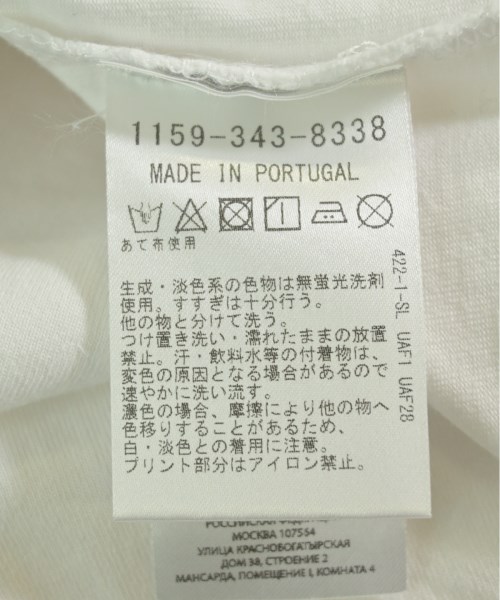 1159-343-8338
MADE IN PORTUGAL
あて布使用
生成・淡色系の色物は無蛍光洗剤
使用。すすぎは十分行う。
他の物と分けて洗う。
つけ置き洗い・濡れたままの放置
禁止。汗・飲料水等の付着物は、
変色の原因となる場合があるので
速やかに洗い流す。
濃色の場合、摩擦により他の物へ
色移りすることがあるため、
白・淡色との着用に注意。
プリント部分はアイロン禁止。
422-1-SL UAF1 UAF28
МОСКВА 107564
УЛИЦА КРАСНОБОГАТЫРСКАЯ
ДОМ 38, СТРОЕНИЕ 2
МАНСАРДА, ПОМЕЩЕНИЕ I, КОМНАТА 4